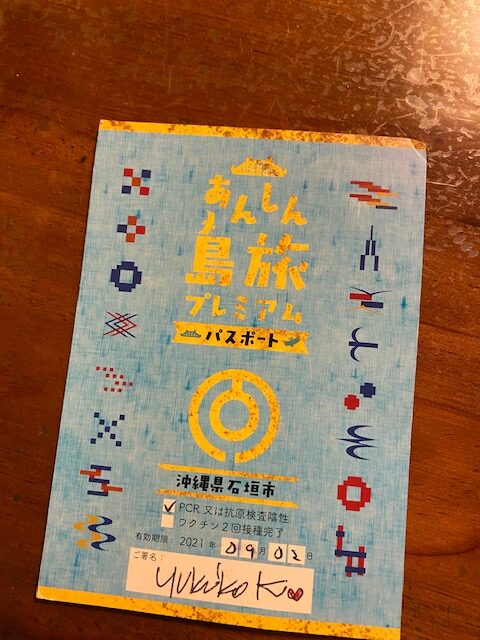 あんしん
島旅
プレミアム
パスポート
沖縄県石垣市
✓ PCR 又は抗原検査陰性
ワクチン2回接種完了
有効期限: 2021 年 09 月 02 日
ご署名:
Yukiko K